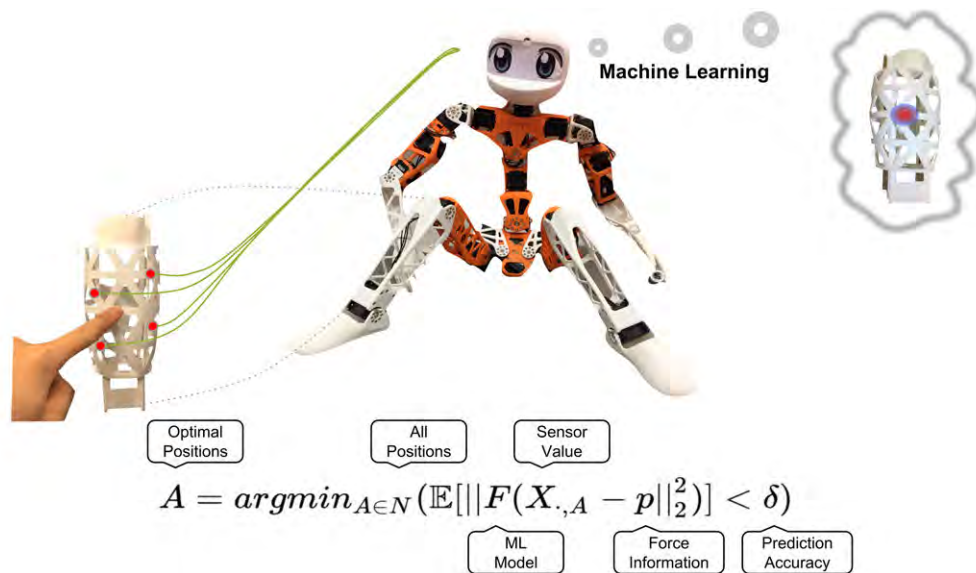 Machine Learning
Optimal
Positions
All
Positions
Sensor
Value
A = argmin_{A∈N}(𝔼[||F(X_{·,A} − p||_2^2)] < δ)
ML
Model
Force
Information
Prediction
Accuracy